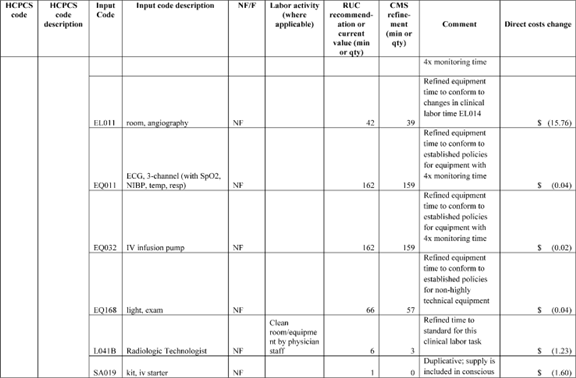 HCPCS code
HCPCS code description
Input Code
Input code description
NF/F
Labor activity (where applicable)
RUC recommend-ation or current value (min or qty)
CMS refine-ment (min or qty)
Comment
Direct costs change
4x monitoring time
EL011 room, angiography NF 42 39
Refined equipment
time to conform to
changes in clinical
labor time EL014
$ (15.76)
EQ011
ECG, 3-channel (with SpO2,
NIBP, temp, resp)
NF 162 159
Refined equipment
time to conform to
established policies
for equipment with
4x monitoring time
$ (0.04)
EQ032 IV infusion pump NF 162 159
Refined equipment
time to conform to
established policies
for equipment with
4x monitoring time
$ (0.02)
EQ168 light, exam NF 66 57
Refined equipment
time to conform to
established policies
for non-highly
technical equipment
$ (0.04)
L041B Radiologic Technologist NF
Clean
room/equipme
nt by physician
staff
6 3
Refined time to
standard for this
clinical labor task
$ (1.23)
SA019 kit, iv starter NF 1 0
Duplicative; supply is
included in conscious
$ (1.60)